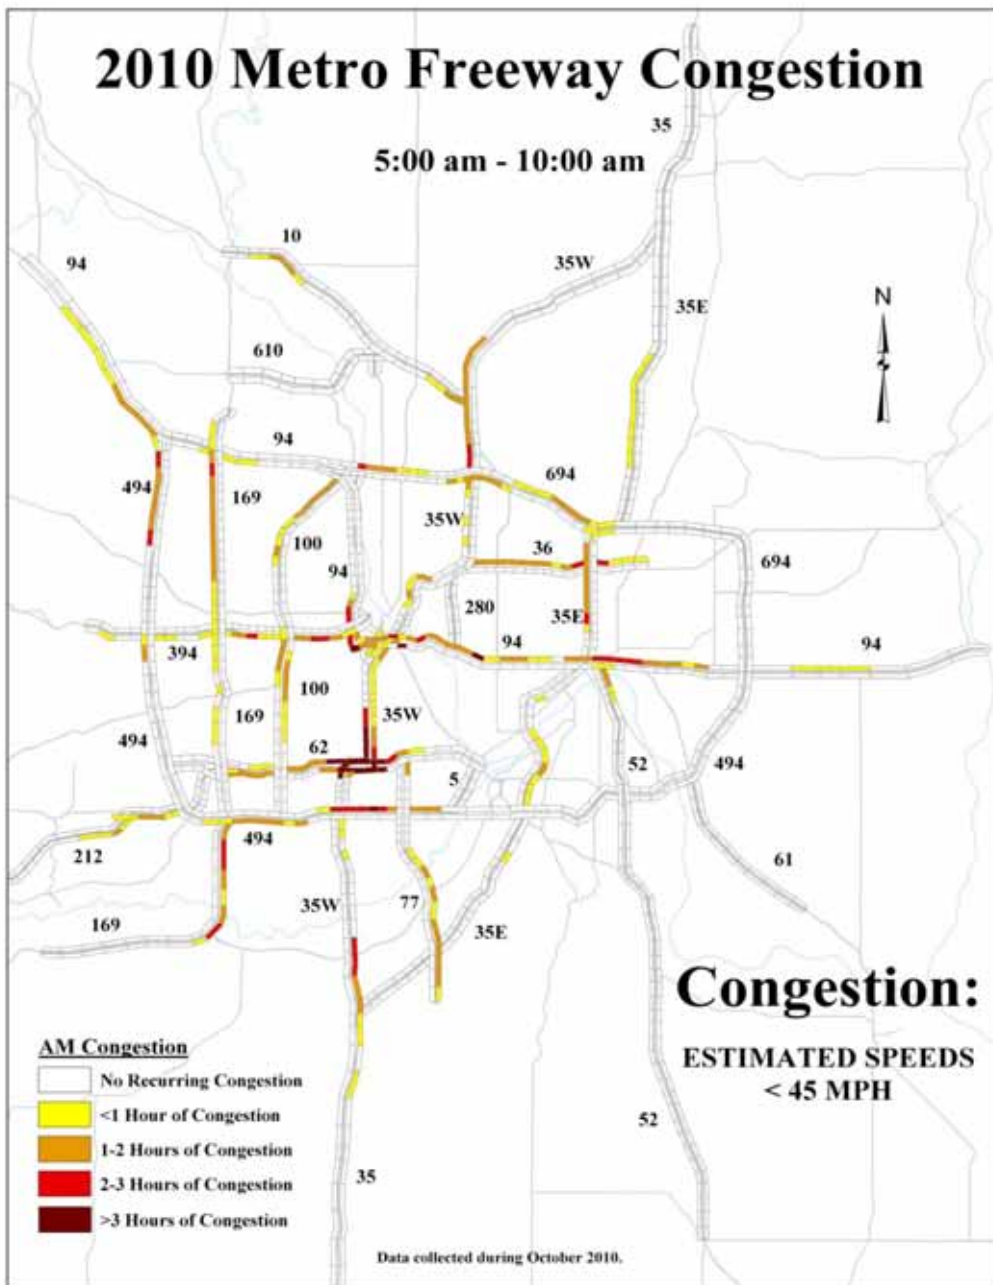 2010 Metro Freeway Congestion
35
5:00 am - 10:00 am
10
94
35W
35E
N
610
94
494
169
694
35W
100
36
94
694
280
35E
94
94
394
100
169
35W
494
62
52
494
5
494
212
61
35W
77
169
35E
Congestion:
AM Congestion
ESTIMATED SPEEDS
< 45 MPH
No Recurring Congestion
<1 Hour of Congestion
52
1-2 Hours of Congestion
35
2-3 Hours of Congestion
>3 Hours of Congestion
Data collected during October 2010.